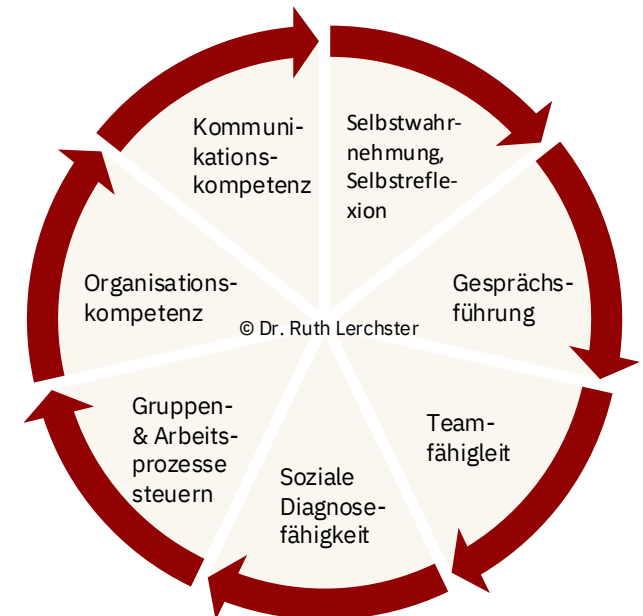 Kommuni-
kations-
kompetenz
Selbstwahr-
nehmung,
Selbstrefle-
xion
Gesprächs-
führung
Team-
fähigleit
Soziale
Diagnose-
fähigkeit
Gruppen-
& Arbeits-
prozesse
steuern
Organisations-
kompetenz
© Dr. Ruth Lerchster